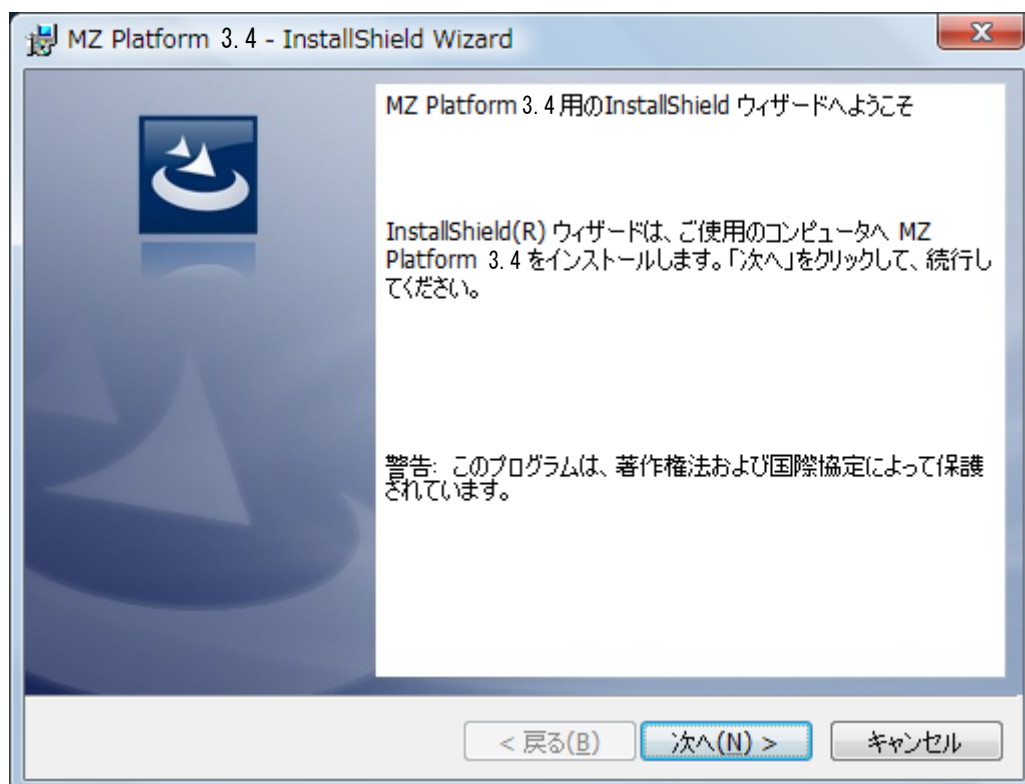 MZ Platform 3.4 - InstallShield Wizard
MZ Platform 3.4 用のInstallShield ウィザードへようこそ
InstallShield(R) ウィザードは、ご使用のコンピュータへ MZ
Platform 3.4 をインストールします。「次へ」をクリックして、続行し
てください。
警告: このプログラムは、著作権法および国際協定によって保護
されています。
< 戻る(B)
次へ(N) >
キャンセル